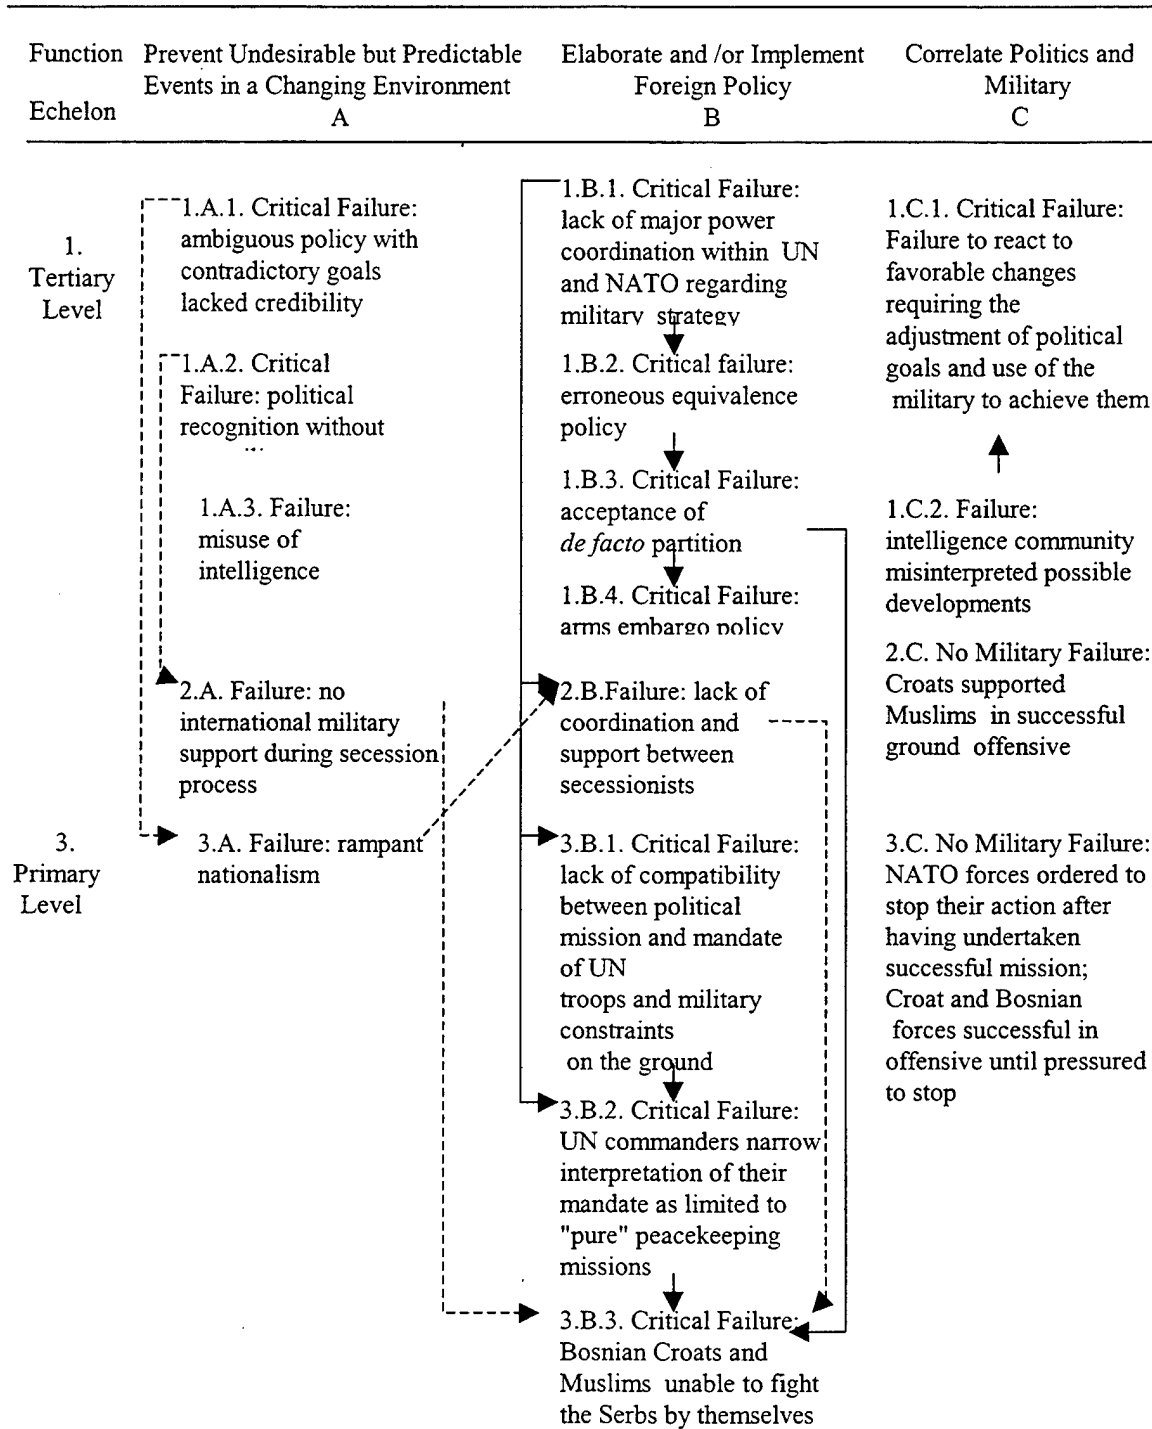 Function
Echelon
Prevent Undesirable but Predictable
Events in a Changing Environment
A
Elaborate and /or Implement
Foreign Policy
B
Correlate Politics and
Military
C
1.
Tertiary
Level
1.A.1. Critical Failure:
ambiguous policy with
contradictory goals
lacked credibility
1.A.2. Critical
Failure: political
recognition without
1.A.3. Failure:
misuse of
intelligence
1.B.1. Critical Failure:
lack of major power
coordination within UN
and NATO regarding
military strategy
1.B.2. Critical failure:
erroneous equivalence
policy
1.B.3. Critical Failure:
acceptance of
de facto partition
1.B.4. Critical Failure:
arms embargo policy
1.C.1. Critical Failure:
Failure to react to
favorable changes
requiring the
adjustment of political
goals and use of the
military to achieve them
1.C.2. Failure:
intelligence community
misinterpreted possible
developments
2.A. Failure: no
international military
support during secession
process
2.B.Failure: lack of
coordination and
support between
secessionists
2.C. No Military Failure:
Croats supported
Muslims in successful
ground offensive
3.
Primary
Level
3.A. Failure: rampant
nationalism
3.B.1. Critical Failure:
lack of compatibility
between political
mission and mandate
of UN
troops and military
constraints
on the ground
3.B.2. Critical Failure:
UN commanders narrow
interpretation of their
mandate as limited to
"pure" peacekeeping
missions
3.B.3. Critical Failure:
Bosnian Croats and
Muslims unable to fight
the Serbs by themselves
3.C. No Military Failure:
NATO forces ordered to
stop their action after
having undertaken
successful mission;
Croat and Bosnian
forces successful in
offensive until pressured
to stop